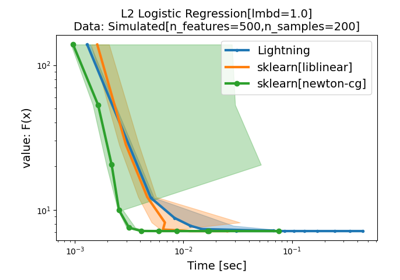 L2 Logistic Regression[lmbd=1.0]
Data: Simulated[n_features=500,n_samples=200]
Lightning
sklearn[liblinear]
sklearn[newton-cg]
value: F(x)
10²
10¹
10⁻³
10⁻²
10⁻¹
Time [sec]